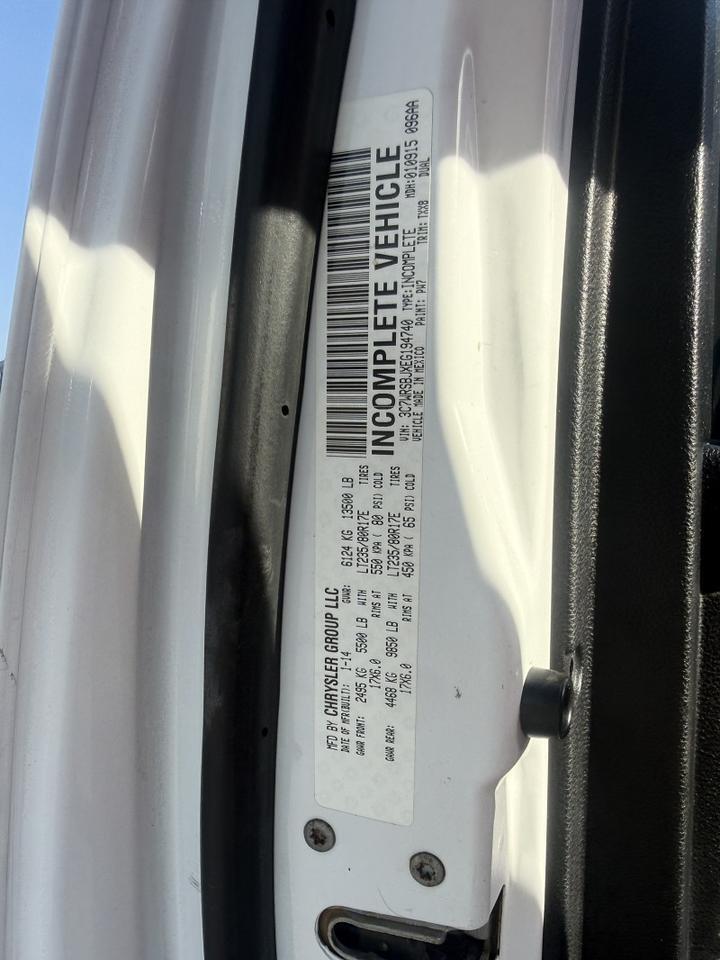 MFD BY CHRYSLER GROUP LLC
DATE OF MFR(BUILT): 1-14 GVWR: 6124 KG 13500 LB
GAWR FRONT: 2495 KG 5500 LB WITH LT235/80R17E TIRES
17X6.0 RIMS AT 550 KPA ( 80 PSI) COLD
GAWR REAR: 4468 KG 9850 LB WITH LT235/80R17E TIRES
17X6.0 RIMS AT 450 KPA ( 65 PSI) COLD
INCOMPLETE VEHICLE
VIN: 3C7WRSBJXEG194740 TYPE:INCOMPLETE MDH:010915 096AA
VEHICLE MADE IN MEXICO PAINT: PW7 TRIM: TXX8 DUAL